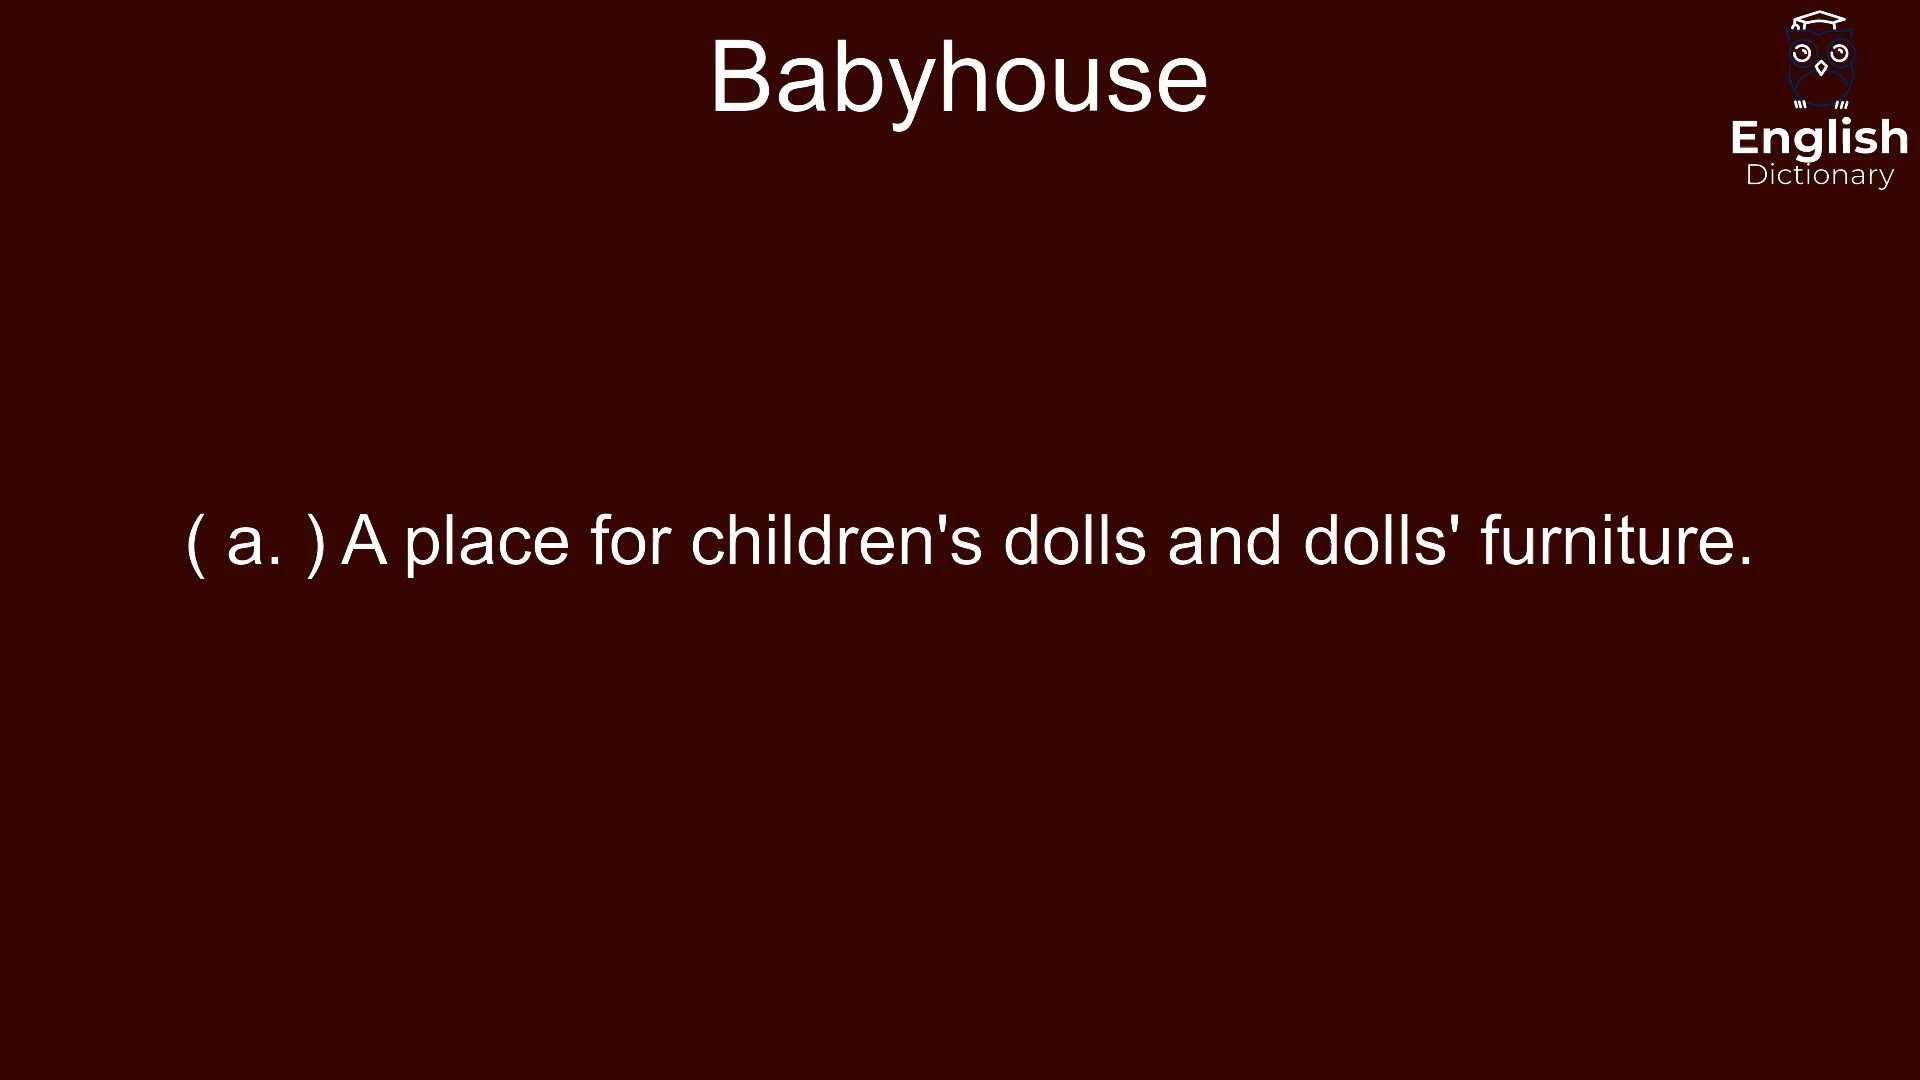 Babyhouse
English
Dictionary
( a. ) A place for children's dolls and dolls' furniture.